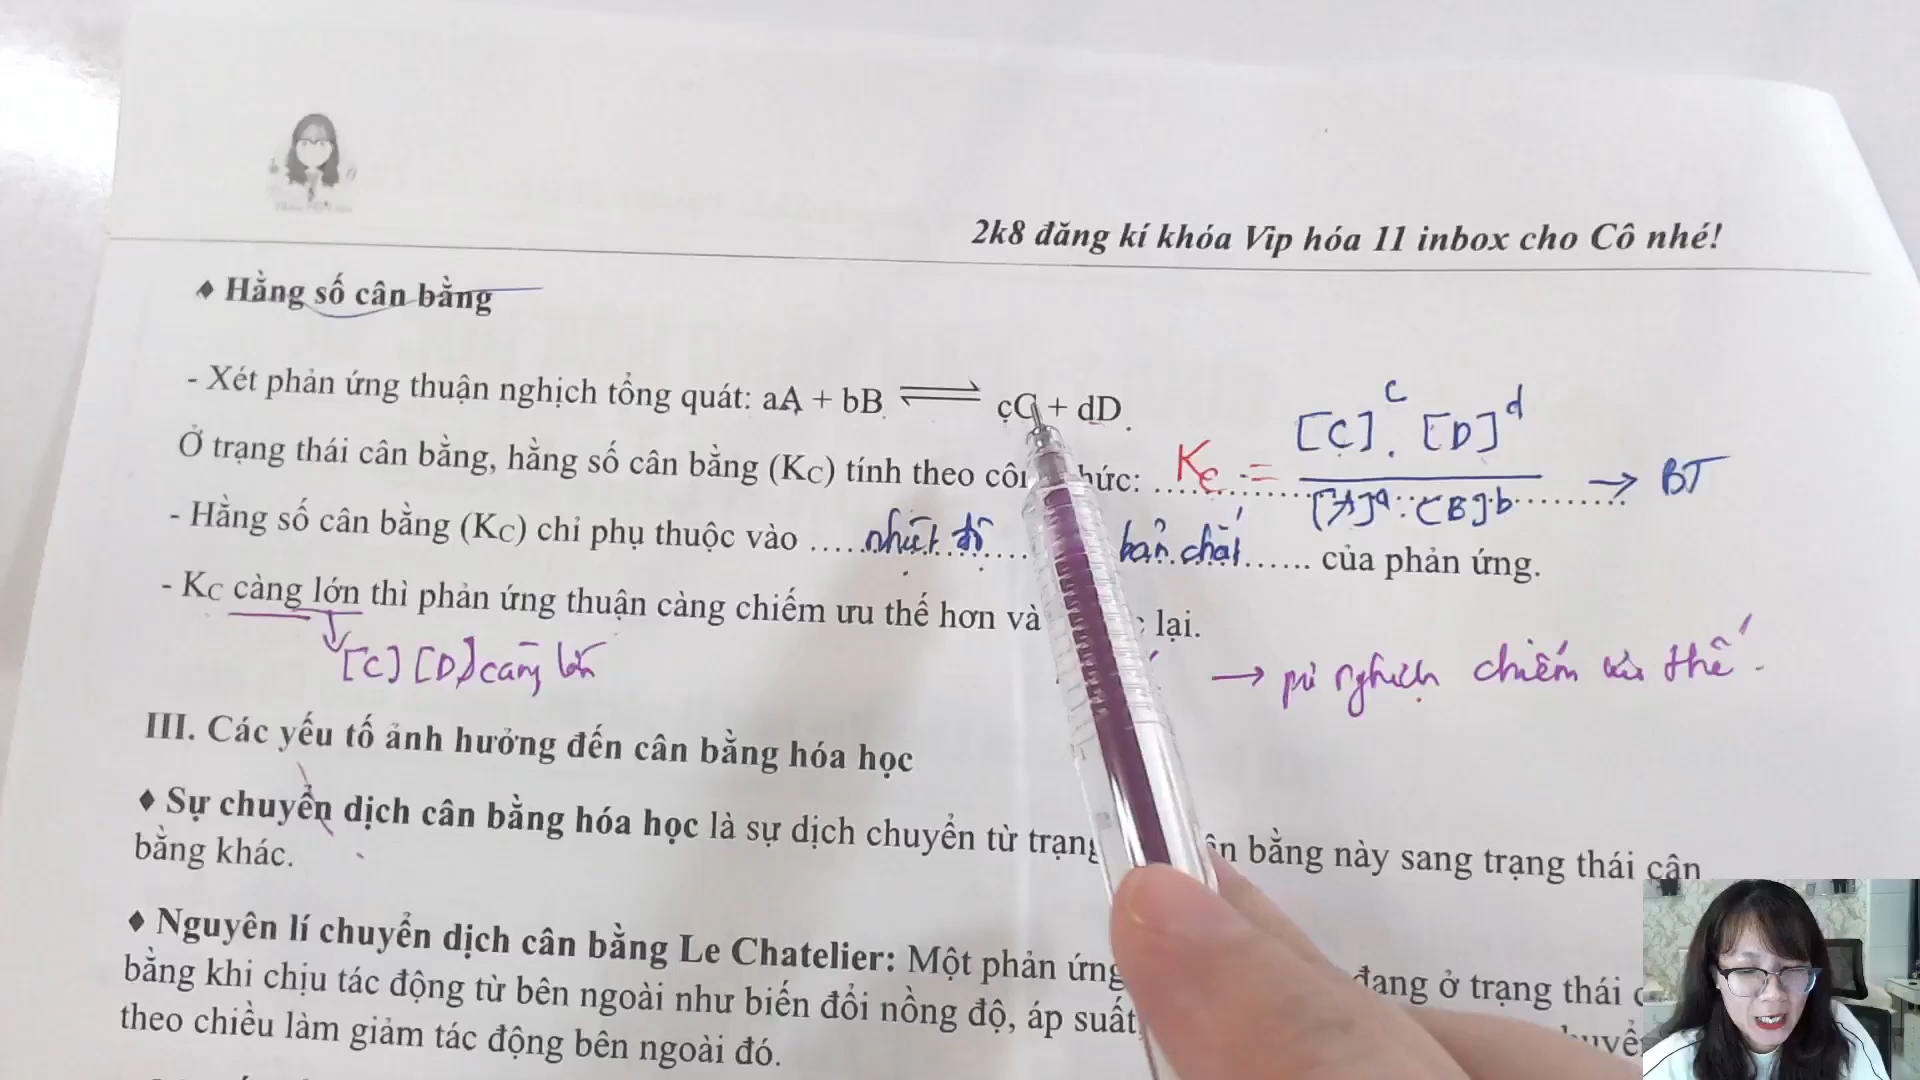 2k8 đăng kí khóa Vip hóa 11 inbox cho Cô nhé!
♦ Hằng số cân bằng
- Xét phản ứng thuận nghịch tổng quát: aA + bB ⇌ cC + dD.
[C]^c . [D]^d
Ở trạng thái cân bằng, hằng số cân bằng (KC) tính theo hức: Kc = → BT
[A]^a . [B]^b
- Hằng số cân bằng (KC) chỉ phụ thuộc vào ..... nhiệt độ .... bản chất ...... của phản ứng.
- KC càng lớn thì phản ứng thuận càng chiếm ưu thế hơn và lại.
[C] [D] càng lớn → pư nghịch chiếm ưu thế.
III. Các yếu tố ảnh hưởng đến cân bằng hóa học
♦ Sự chuyển dịch cân bằng hóa học là sự dịch chuyển từ trạng bằng này sang trạng thái cân
bằng khác.
♦ Nguyên lí chuyển dịch cân bằng Le Chatelier: Một phản ứng đang ở trạng thái
bằng khi chịu tác động từ bên ngoài như biến đổi nồng độ, áp suất,
theo chiều làm giảm tác động bên ngoài đó.